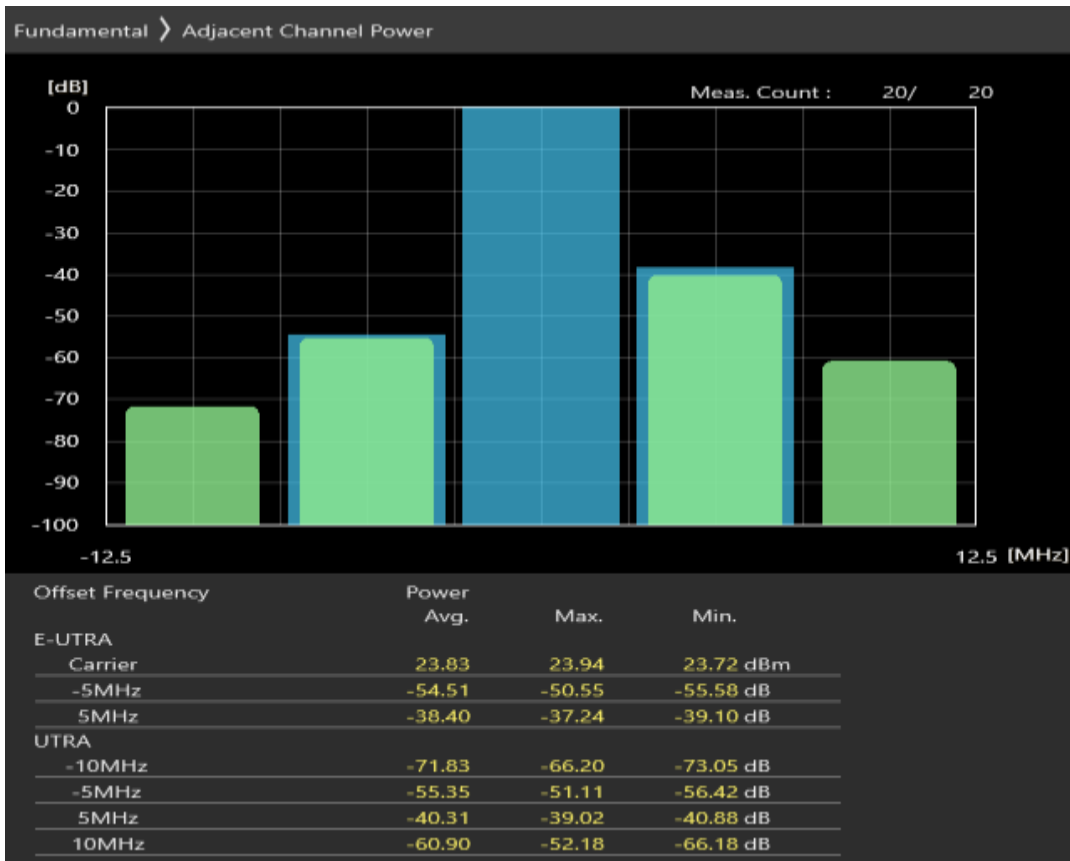 Fundamental 》 Adjacent Channel Power
[dB]
Meas. Count : 20/ 20
0
-10
-20
-30
-40
-50
-60
-70
-80
-90
-100
-12.5 12.5 [MHz]
Offset Frequency Power
Avg. Max. Min.
E-UTRA
Carrier 23.83 23.94 23.72 dBm
-5MHz -54.51 -50.55 -55.58 dB
5MHz -38.40 -37.24 -39.10 dB
UTRA
-10MHz -71.83 -66.20 -73.05 dB
-5MHz -55.35 -51.11 -56.42 dB
5MHz -40.31 -39.02 -40.88 dB
10MHz -60.90 -52.18 -66.18 dB